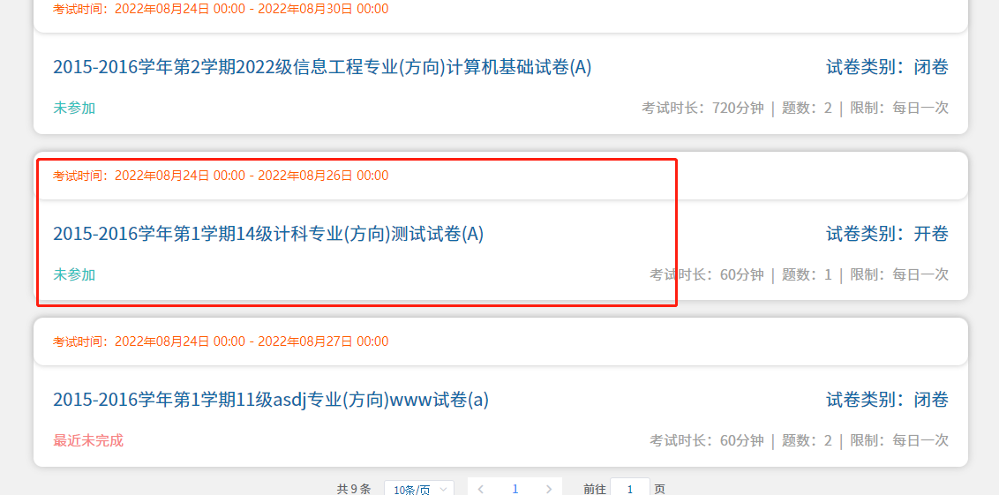 考试时间：2022年08月24日 00:00 - 2022年08月30日 00:00
2015-2016学年第2学期2022级信息工程专业(方向)计算机基础试卷(A) 试卷类别：闭卷
未参加 考试时长：720分钟 | 题数：2 | 限制：每日一次
考试时间：2022年08月24日 00:00 - 2022年08月26日 00:00
2015-2016学年第1学期14级计科专业(方向)测试试卷(A) 试卷类别：开卷
未参加 考试时长：60分钟 | 题数：1 | 限制：每日一次
考试时间：2022年08月24日 00:00 - 2022年08月27日 00:00
2015-2016学年第1学期11级asdj专业(方向)www试卷(a) 试卷类别：闭卷
最近未完成 考试时长：60分钟 | 题数：2 | 限制：每日一次
共 9 条 10条/页 1 前往 1 页